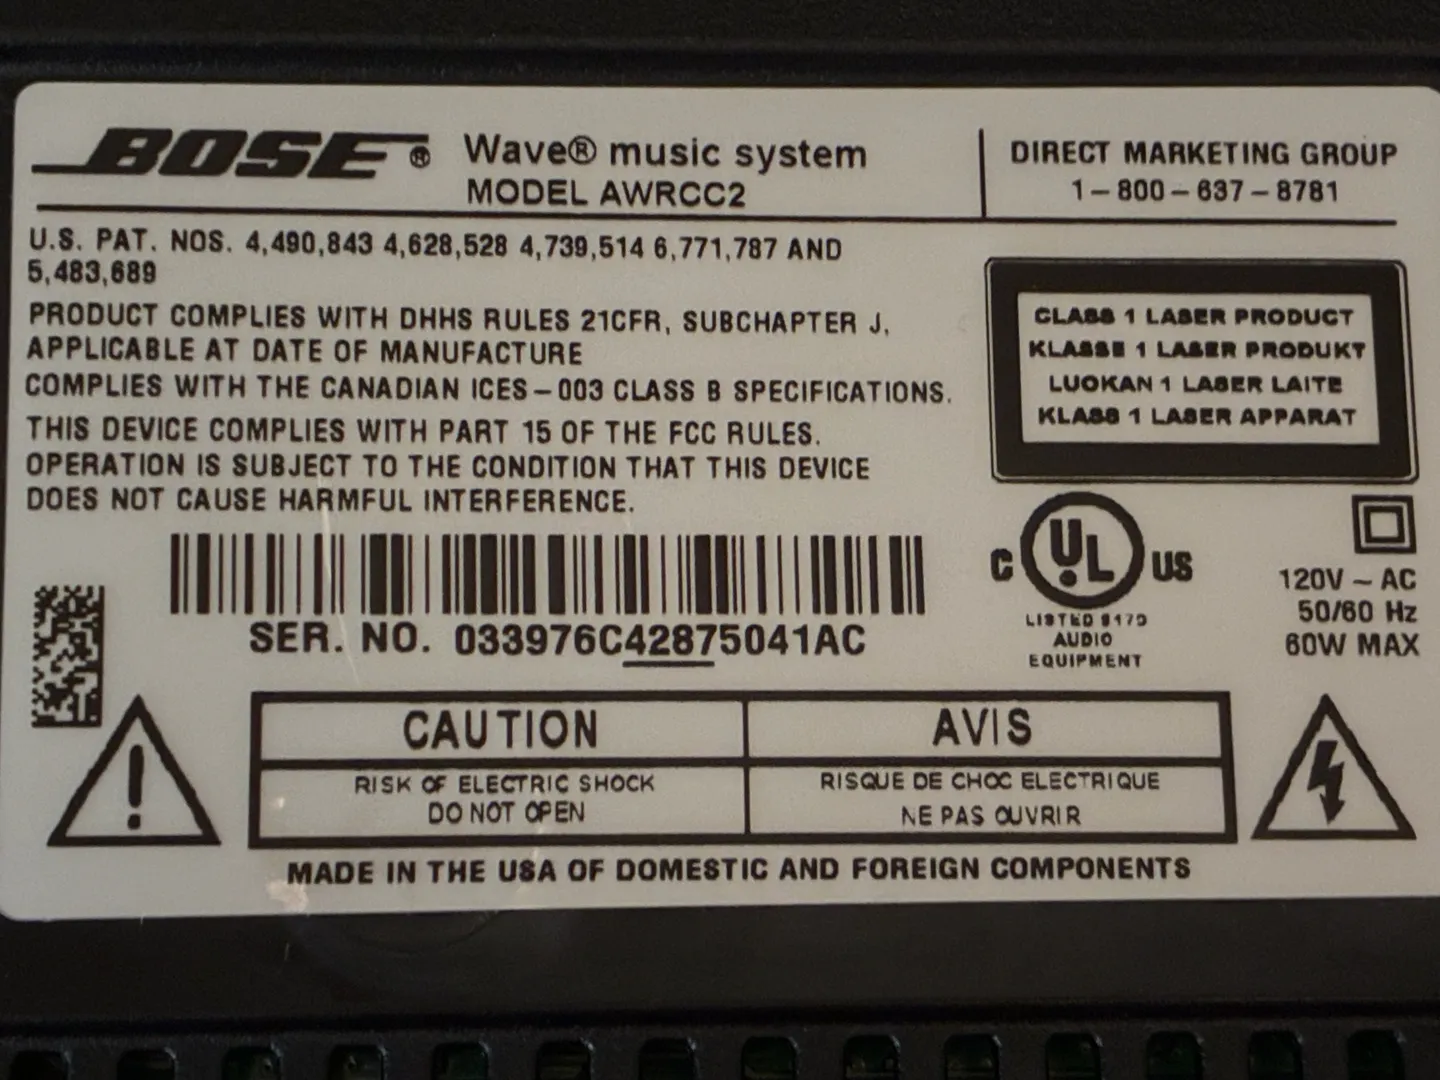 BOSE® Wave® music system
MODEL AWRCC2
DIRECT MARKETING GROUP
1-800-637-8781
U.S. PAT. NOS. 4,490,843 4,628,528 4,739,514 6,771,787 AND
5,483,689
PRODUCT COMPLIES WITH DHHS RULES 21CFR, SUBCHAPTER J,
APPLICABLE AT DATE OF MANUFACTURE
COMPLIES WITH THE CANADIAN ICES-003 CLASS B SPECIFICATIONS.
THIS DEVICE COMPLIES WITH PART 15 OF THE FCC RULES.
OPERATION IS SUBJECT TO THE CONDITION THAT THIS DEVICE
DOES NOT CAUSE HARMFUL INTERFERENCE.
CLASS 1 LASER PRODUCT
KLASSE 1 LASER PRODUKT
LUOKAN 1 LASER LAITE
KLASS 1 LASER APPARAT
C UL US
LISTED
AUDIO
EQUIPMENT
120V ~ AC
50/60 Hz
60W MAX
SER. NO. 033976C42875041AC
CAUTION
RISK OF ELECTRIC SHOCK
DO NOT OPEN
AVIS
RISQUE DE CHOC ELECTRIQUE
NE PAS OUVRIR
MADE IN THE USA OF DOMESTIC AND FOREIGN COMPONENTS